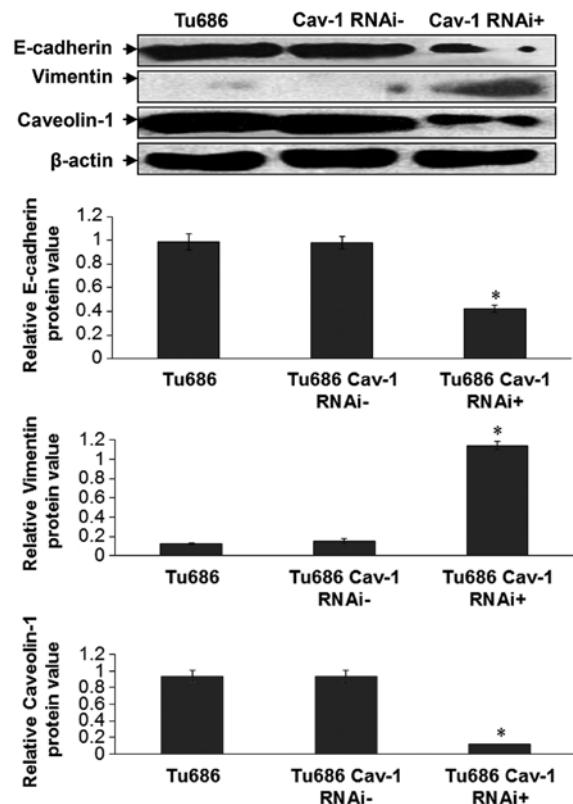 Tu686 Cav-1 RNAi- Cav-1 RNAi+
E-cadherin
Vimentin
Caveolin-1
β-actin
Relative E-cadherin
protein value
1.2
1
0.8
0.6
0.4
0.2
0
*
Tu686 Tu686 Cav-1 Tu686 Cav-1
RNAi- RNAi+
Relative Vimentin
protein value
1.2
1
0.8
0.6
0.4
0.2
0
*
Tu686 Tu686 Cav-1 Tu686 Cav-1
RNAi- RNAi+
Relative Caveolin-1
protein value
1.2
1
0.8
0.6
0.4
0.2
0
*
Tu686 Tu686 Cav-1 Tu686 Cav-1
RNAi- RNAi+